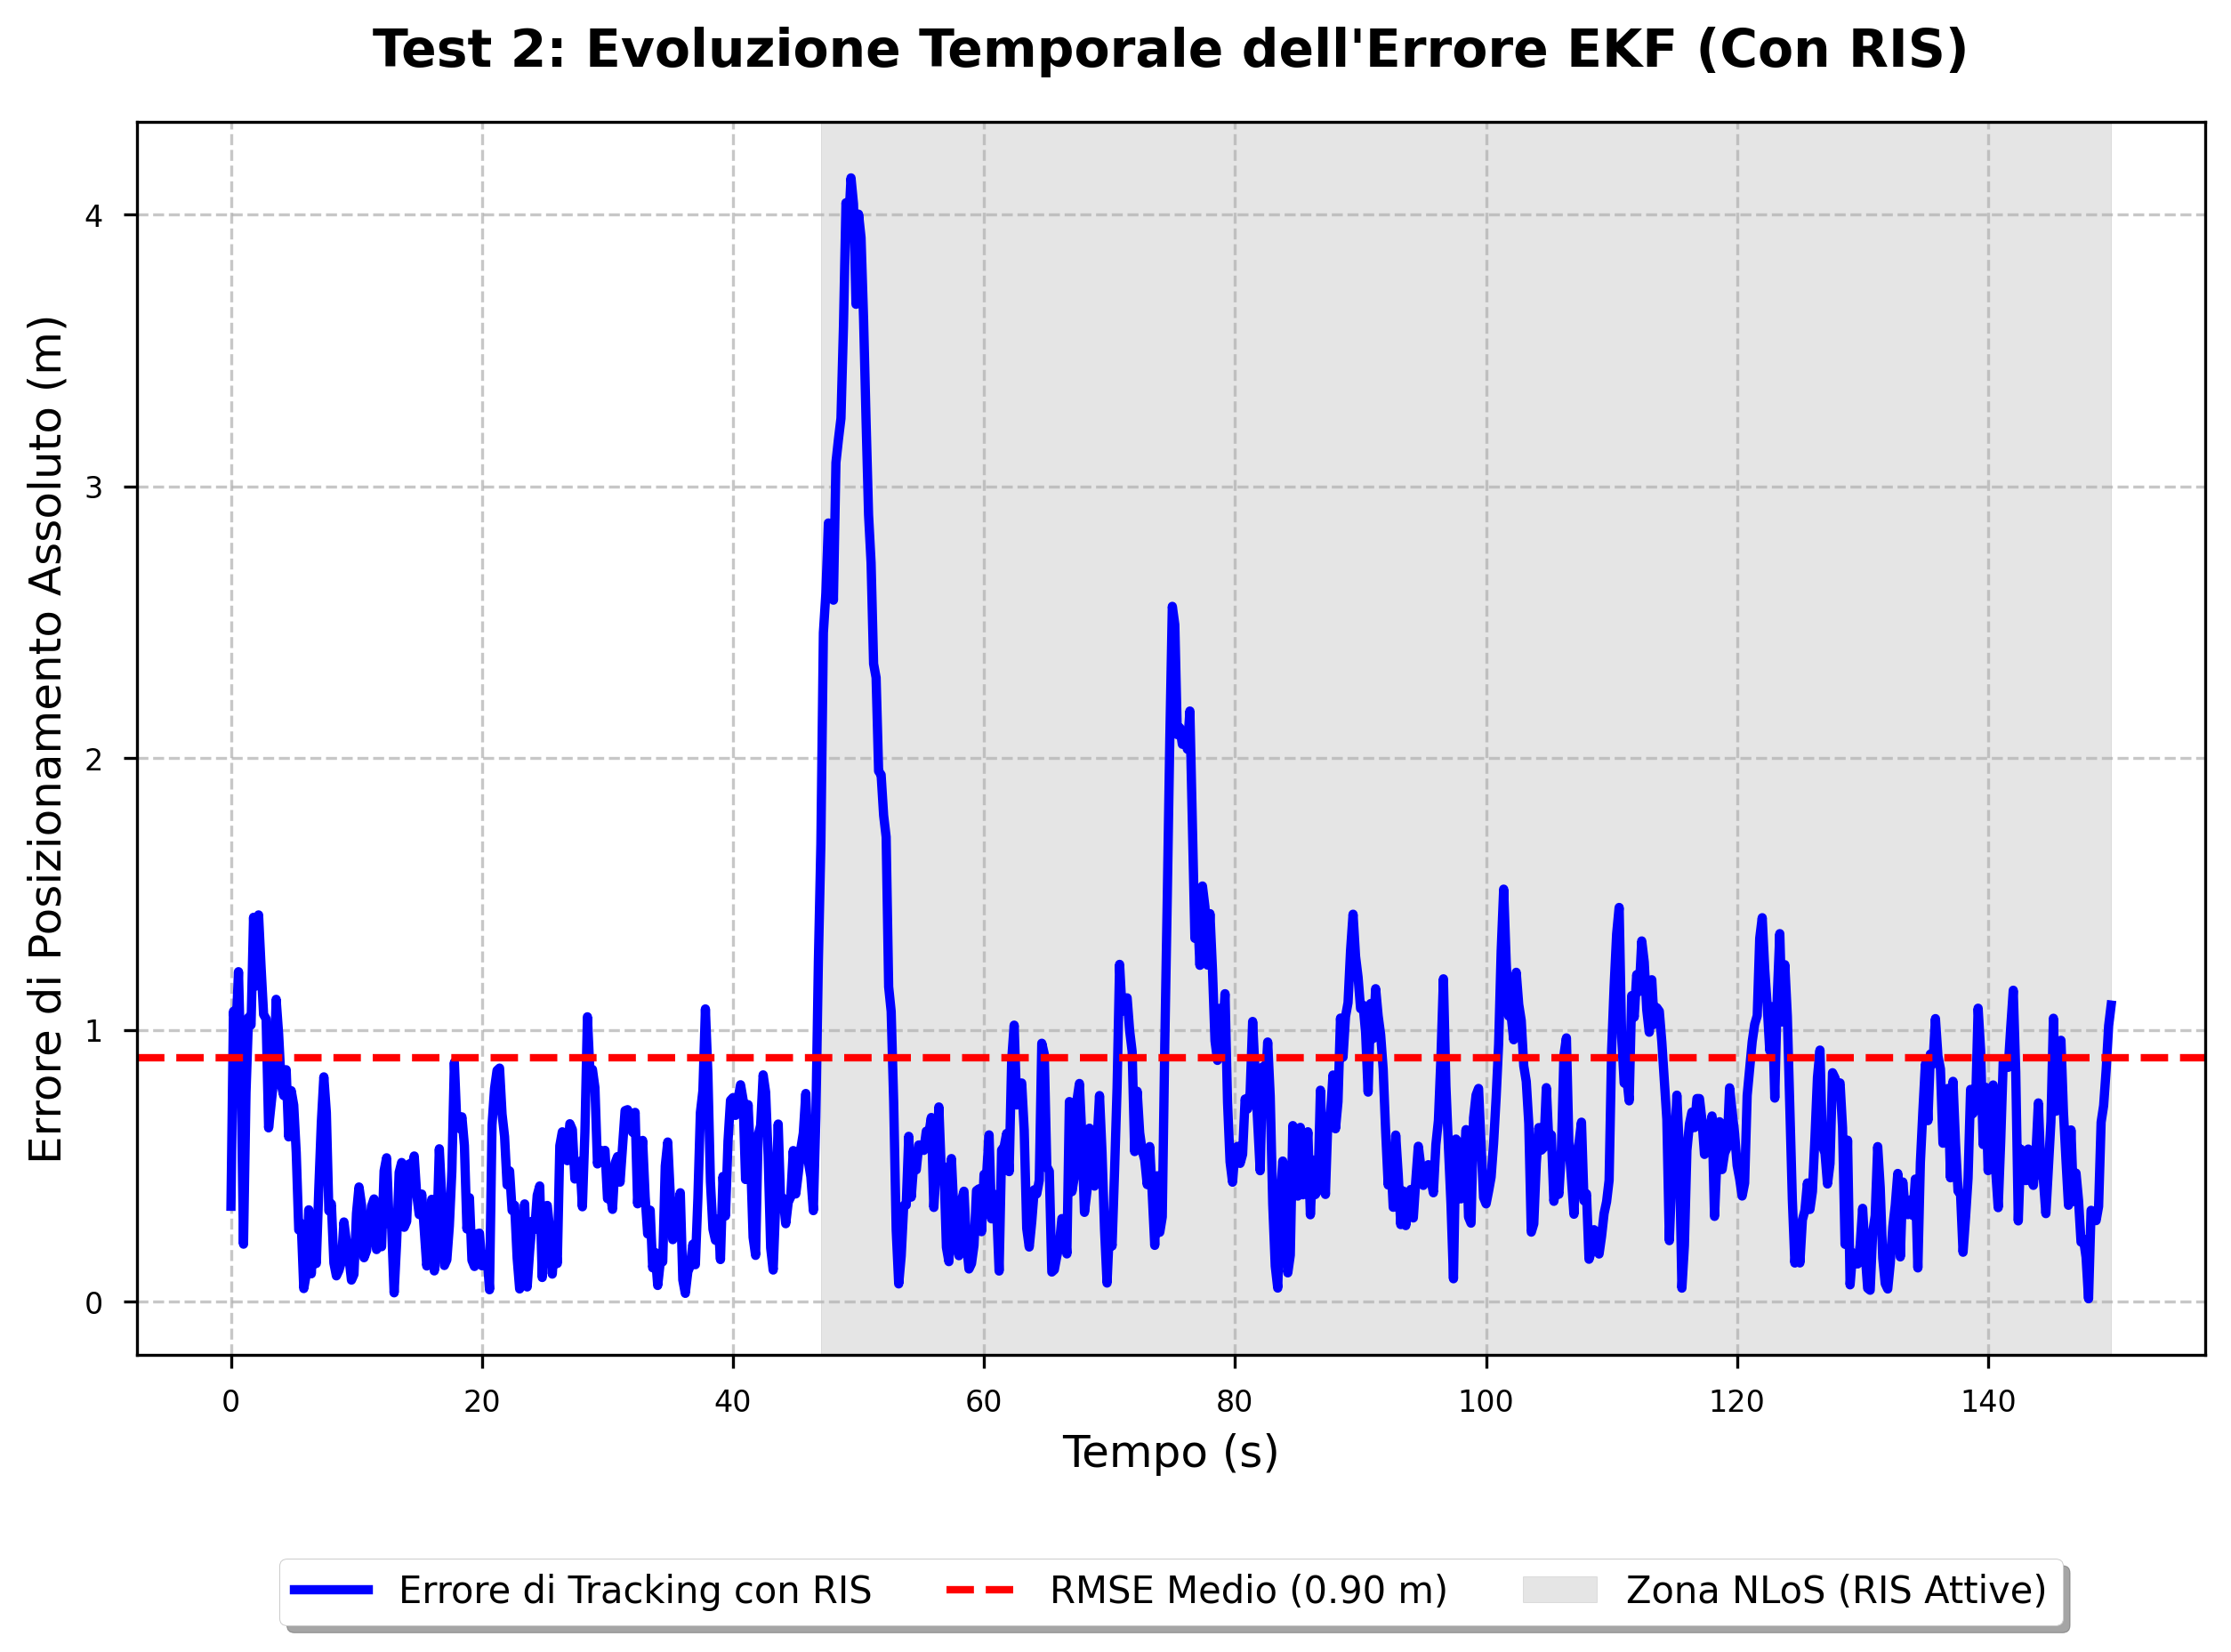 Test 2: Evoluzione Temporale dell'Errore EKF (Con RIS)
Errore di Posizionamento Assoluto (m)
4
3
2
1
0
0 20 40 60 80 100 120 140
Tempo (s)
Errore di Tracking con RIS RMSE Medio (0.90 m) Zona NLoS (RIS Attive)